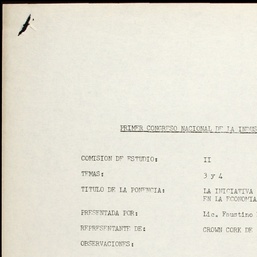 PRIMER CONGRESO NACIONAL DE LA
COMISION DE ESTUDIO: II
TEMAS: 3 y 4
TITULO DE LA PONENCIA: LA INICIATIVA
EN LA ECONOMIA
PRESENTADA POR: Lic. Faustino
REPRESENTANTE DE: CROWN CORK DE
OBSERVACIONES: